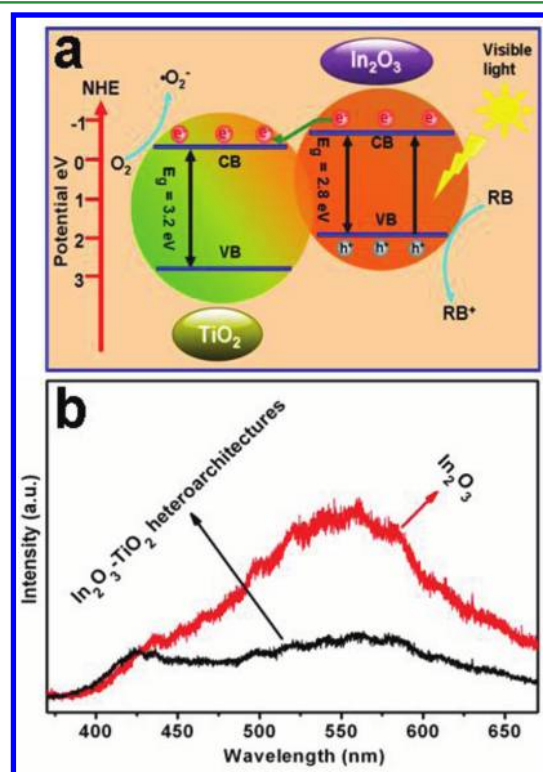 a
In₂O₃
Visible
light
NHE
•O₂⁻
-1
0
1
2
3
Potential eV
O₂
e⁻ e⁻ e⁻
e⁻ e⁻ e⁻
CB
CB
Eg = 3.2 eV
Eg = 2.8 eV
VB
VB
h⁺ h⁺ h⁺
RB
RB⁺
TiO₂
b
In₂O₃-TiO₂ heteroarchitectures
In₂O₃
Intensity (a.u.)
400 450 500 550 600 650
Wavelength (nm)